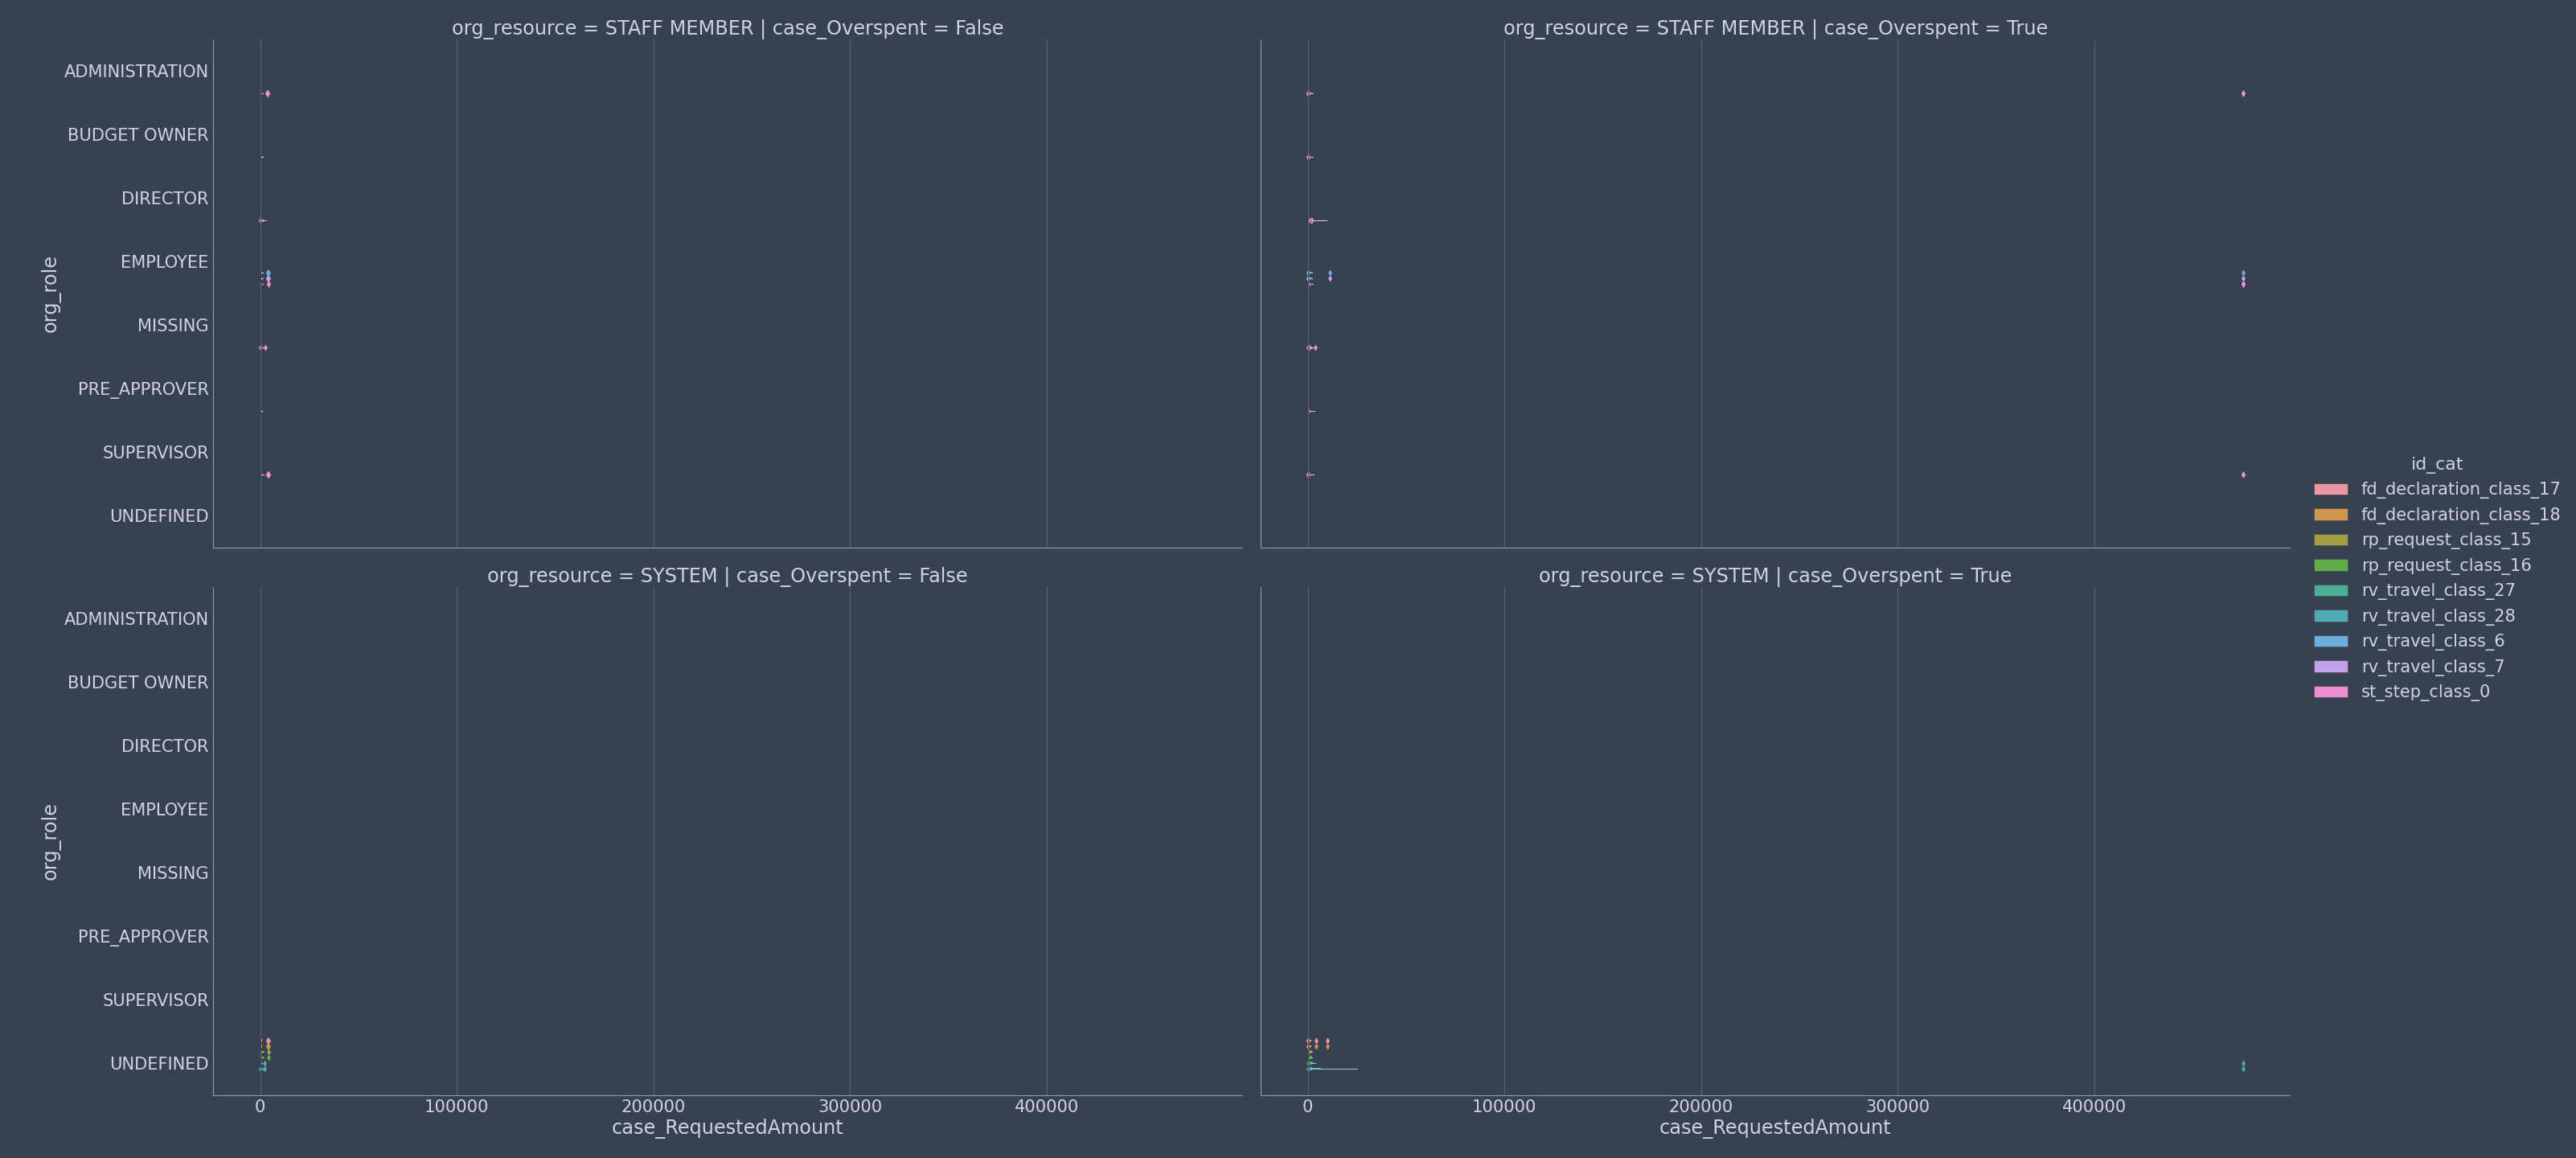 org_resource = STAFF MEMBER | case_Overspent = False
org_resource = STAFF MEMBER | case_Overspent = True
ADMINISTRATION
BUDGET OWNER
DIRECTOR
EMPLOYEE
MISSING
PRE_APPROVER
SUPERVISOR
UNDEFINED
org_role
org_resource = SYSTEM | case_Overspent = False
org_resource = SYSTEM | case_Overspent = True
ADMINISTRATION
BUDGET OWNER
DIRECTOR
EMPLOYEE
MISSING
PRE_APPROVER
SUPERVISOR
UNDEFINED
org_role
0 100000 200000 300000 400000
case_RequestedAmount
0 100000 200000 300000 400000
case_RequestedAmount
id_cat
fd_declaration_class_17
fd_declaration_class_18
rp_request_class_15
rp_request_class_16
rv_travel_class_27
rv_travel_class_28
rv_travel_class_6
rv_travel_class_7
st_step_class_0